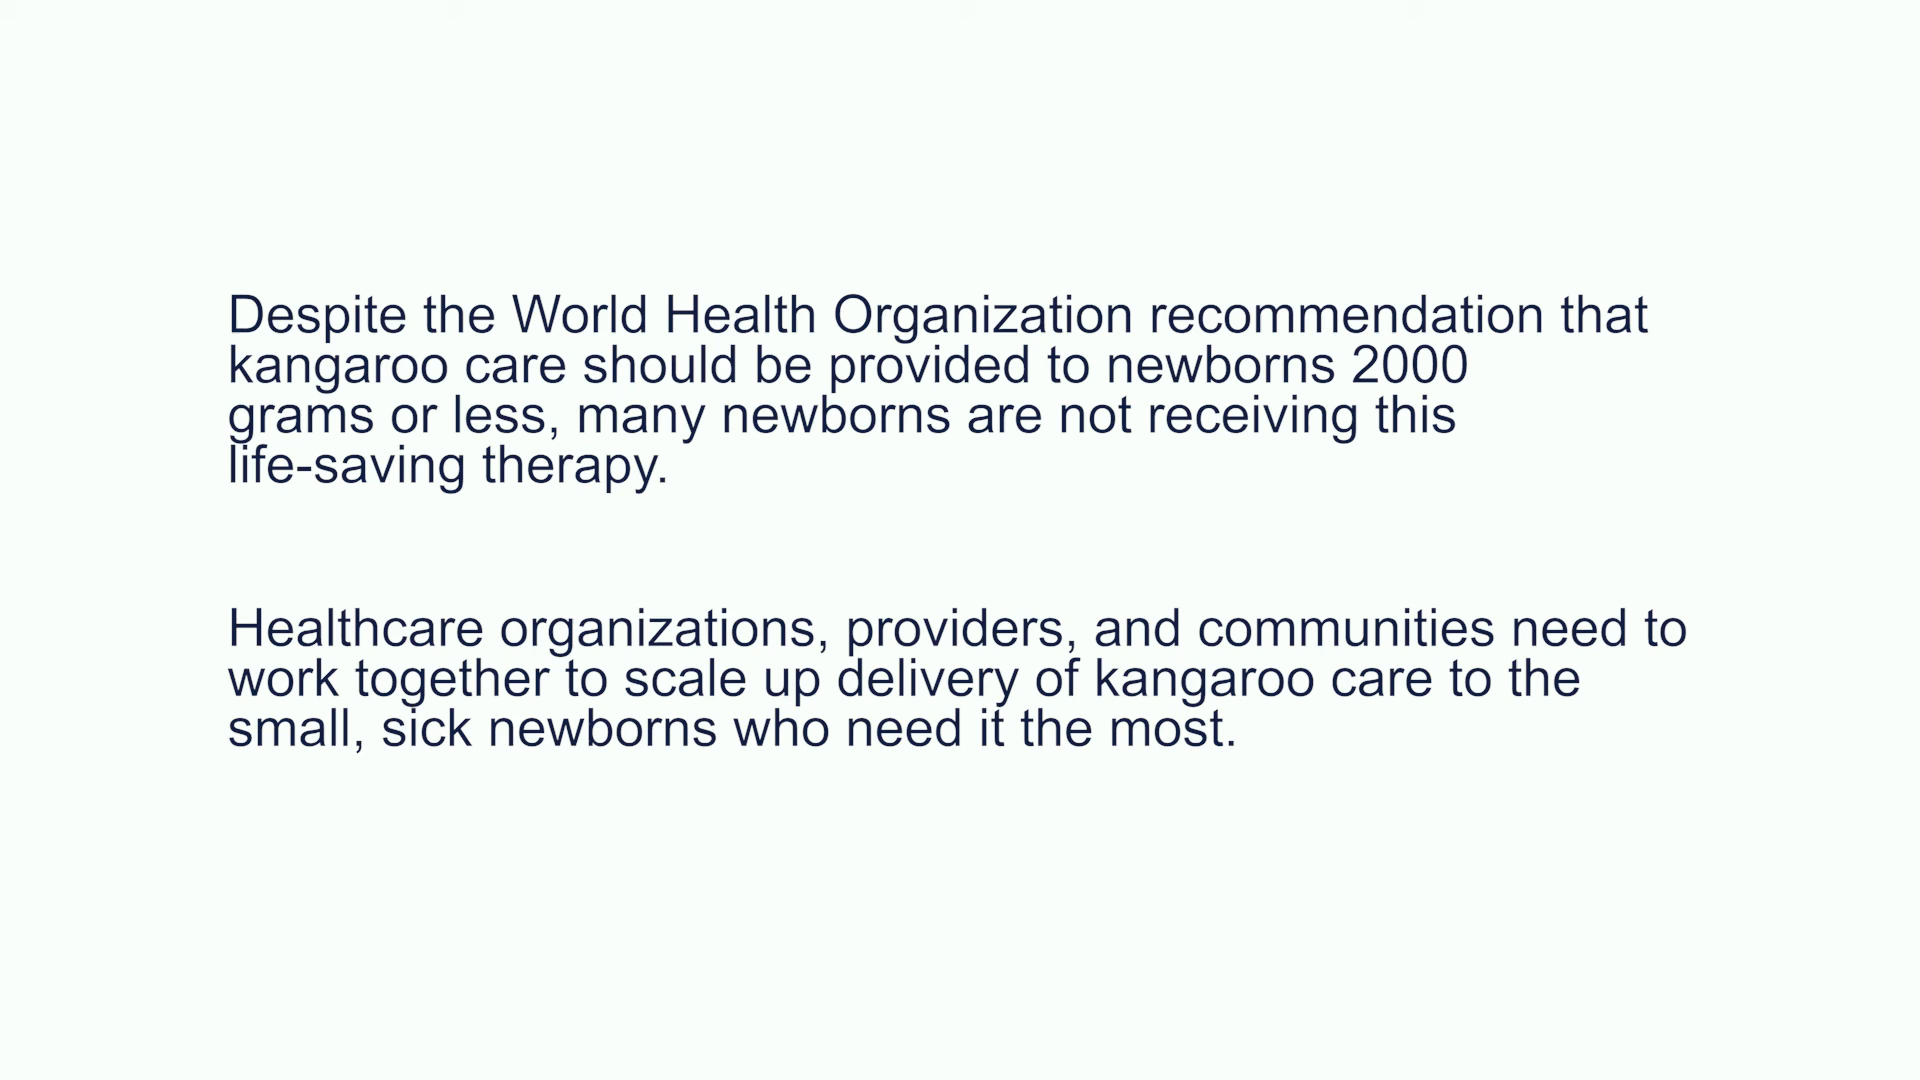 Despite the World Health Organization recommendation that
kangaroo care should be provided to newborns 2000
grams or less, many newborns are not receiving this
life-saving therapy.
Healthcare organizations, providers, and communities need to
work together to scale up delivery of kangaroo care to the
small, sick newborns who need it the most.